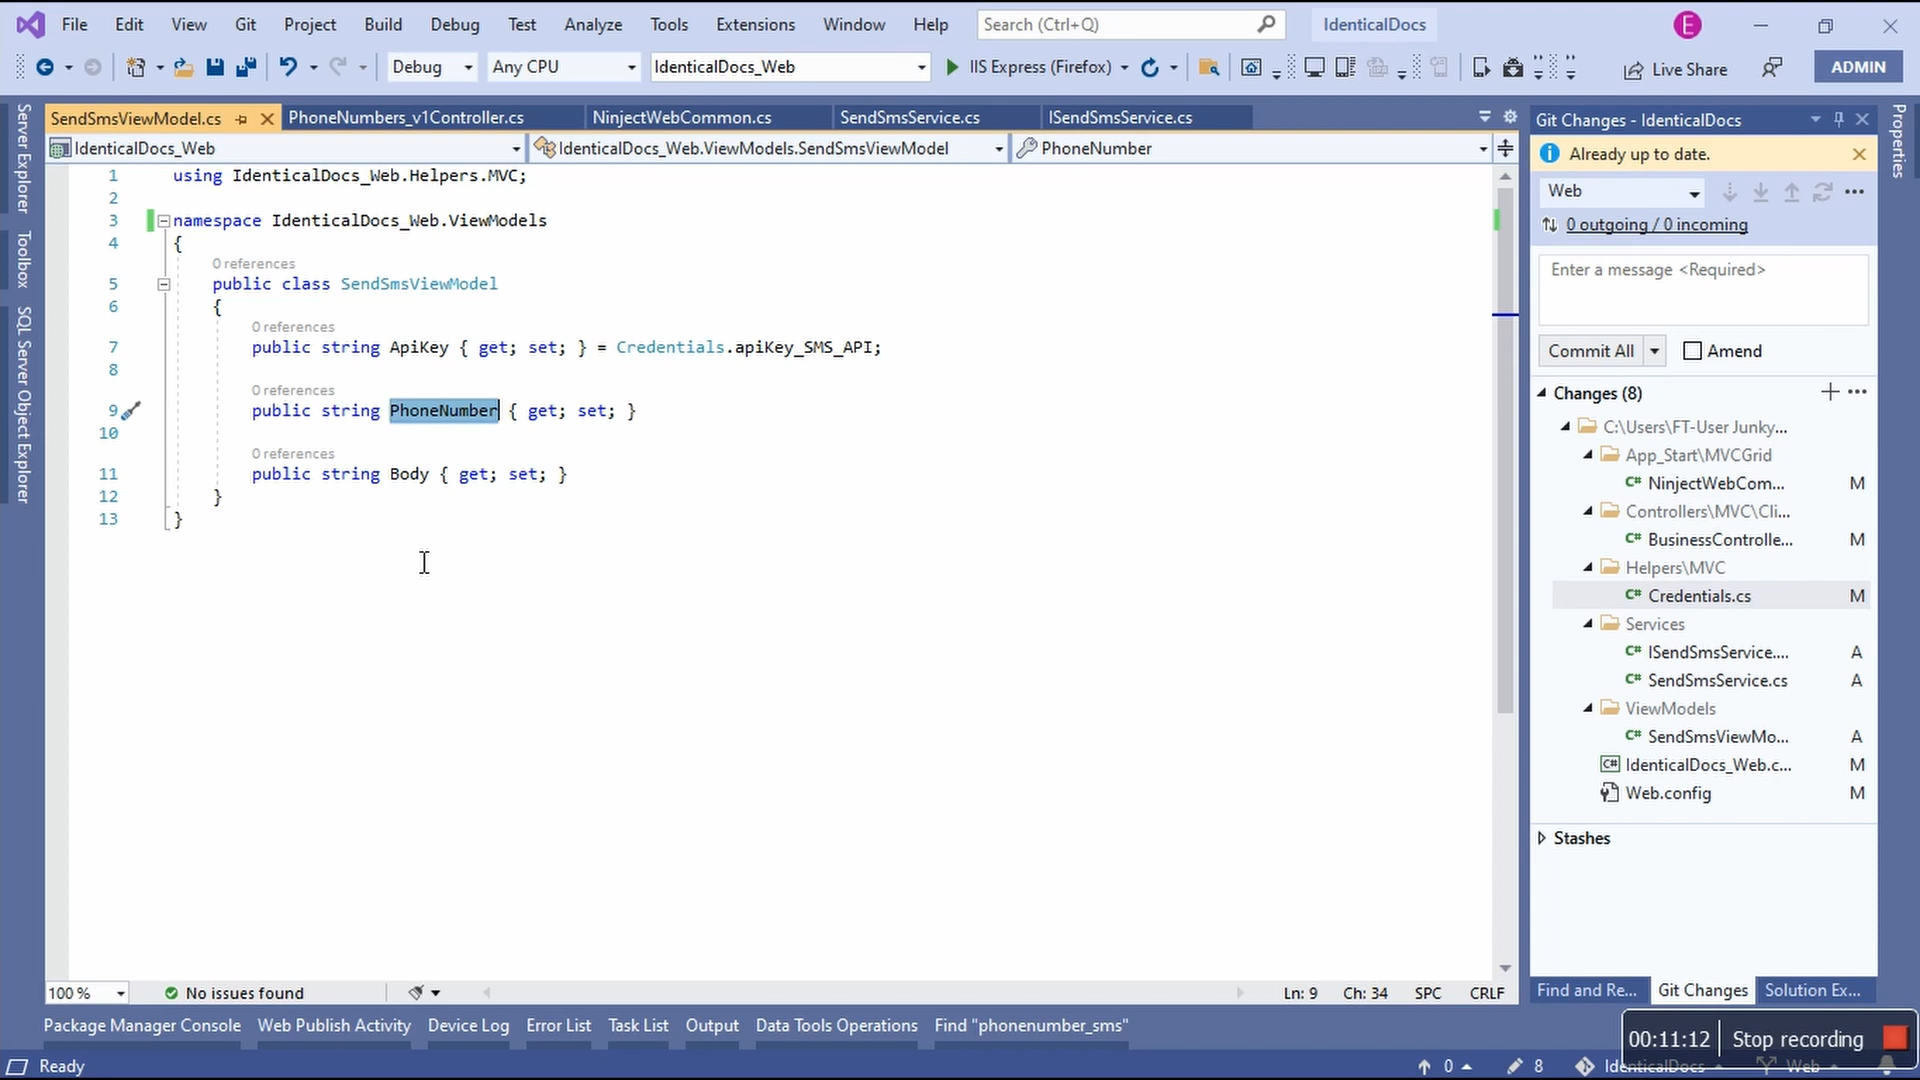 File Edit View Git Project Build Debug Test Analyze Tools Extensions Window Help Search (Ctrl+Q) IdenticalDocs E
Debug Any CPU IdenticalDocs_Web IIS Express (Firefox) Live Share ADMIN
SendSmsViewModel.cs PhoneNumbers_v1Controller.cs NinjectWebCommon.cs SendSmsService.cs ISendSmsService.cs
IdenticalDocs_Web IdenticalDocs_Web.ViewModels.SendSmsViewModel PhoneNumber
Server Explorer
Toolbox
SQL Server Object Explorer
1 using IdenticalDocs_Web.Helpers.MVC;
2
3 namespace IdenticalDocs_Web.ViewModels
4 {
0 references
5 public class SendSmsViewModel
6 {
0 references
7 public string ApiKey { get; set; } = Credentials.apiKey_SMS_API;
8
0 references
9 public string PhoneNumber { get; set; }
10
0 references
11 public string Body { get; set; }
12 }
13 }
100 % No issues found Ln: 9 Ch: 34 SPC CRLF
Git Changes - IdenticalDocs
Already up to date.
Web
0 outgoing / 0 incoming
Enter a message <Required>
Commit All Amend
Changes (8)
C:\Users\FT-User Junky...
App_Start\MVCGrid
C# NinjectWebCom... M
Controllers\MVC\Cli...
C# BusinessControlle... M
Helpers\MVC
C# Credentials.cs M
Services
C# ISendSmsService.... A
C# SendSmsService.cs A
ViewModels
C# SendSmsViewMo... A
C# IdenticalDocs_Web.c... M
Web.config M
Stashes
Find and Re... Git Changes Solution Ex...
Properties
Package Manager Console Web Publish Activity Device Log Error List Task List Output Data Tools Operations Find "phonenumber_sms"
00:11:12 Stop recording
Ready 0 8 IdenticalDocs Web